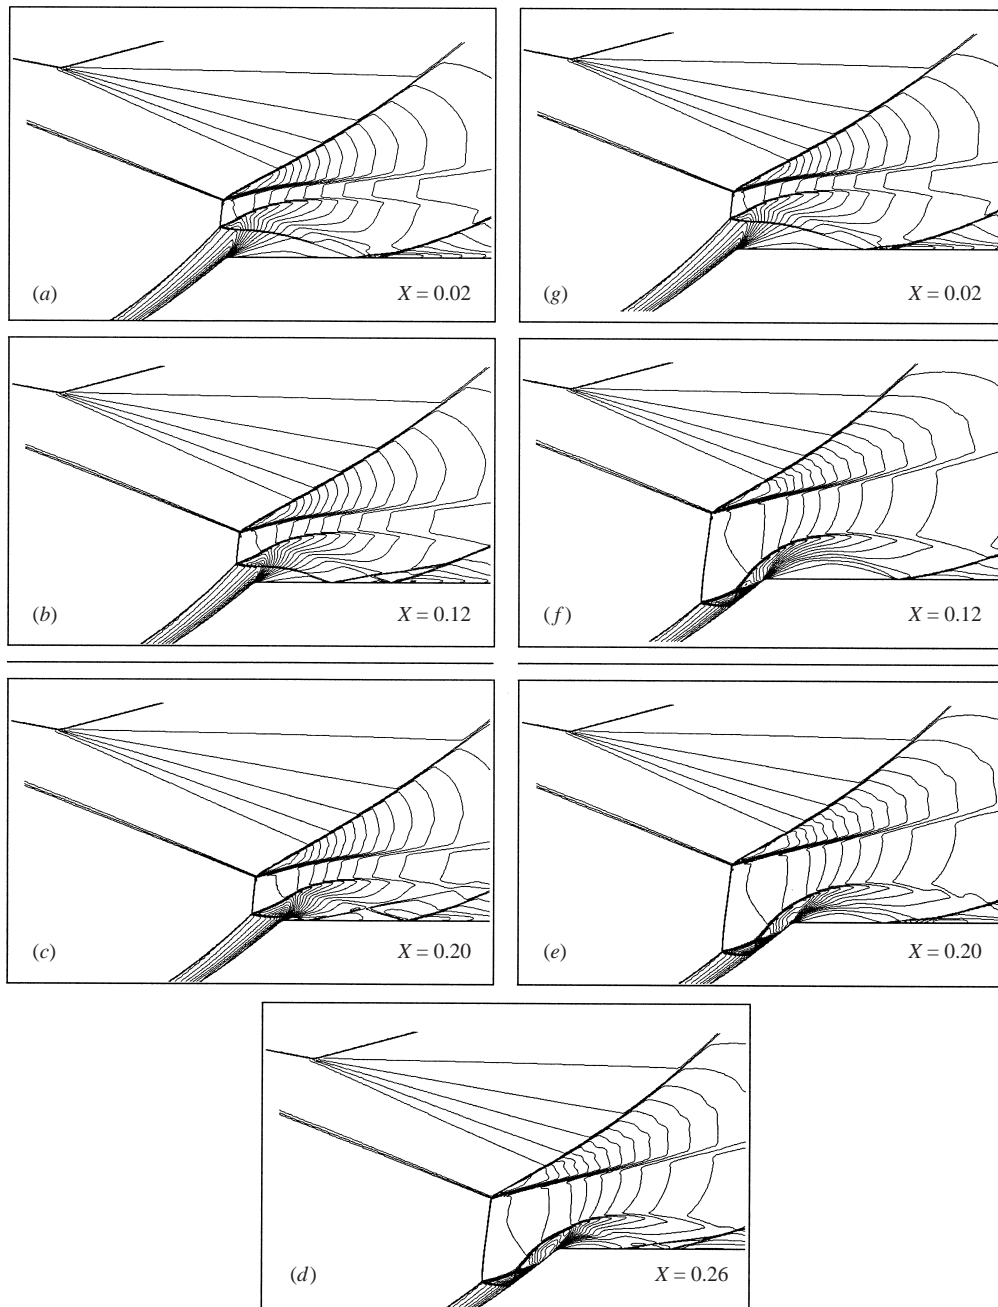 (a) X = 0.02
(g) X = 0.02
(b) X = 0.12
(f) X = 0.12
(c) X = 0.20
(e) X = 0.20
(d) X = 0.26